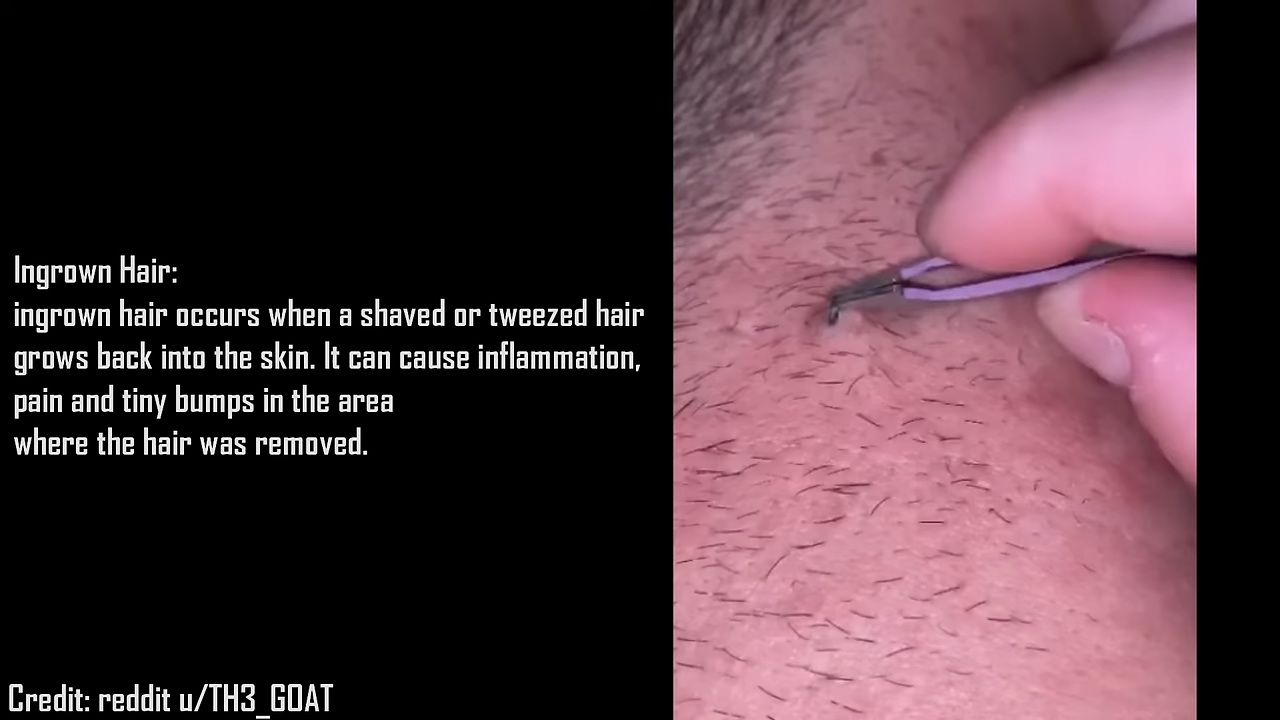 Ingrown Hair:
ingrown hair occurs when a shaved or tweezed hair
grows back into the skin. It can cause inflammation,
pain and tiny bumps in the area
where the hair was removed.
Credit: reddit u/TH3_GOAT